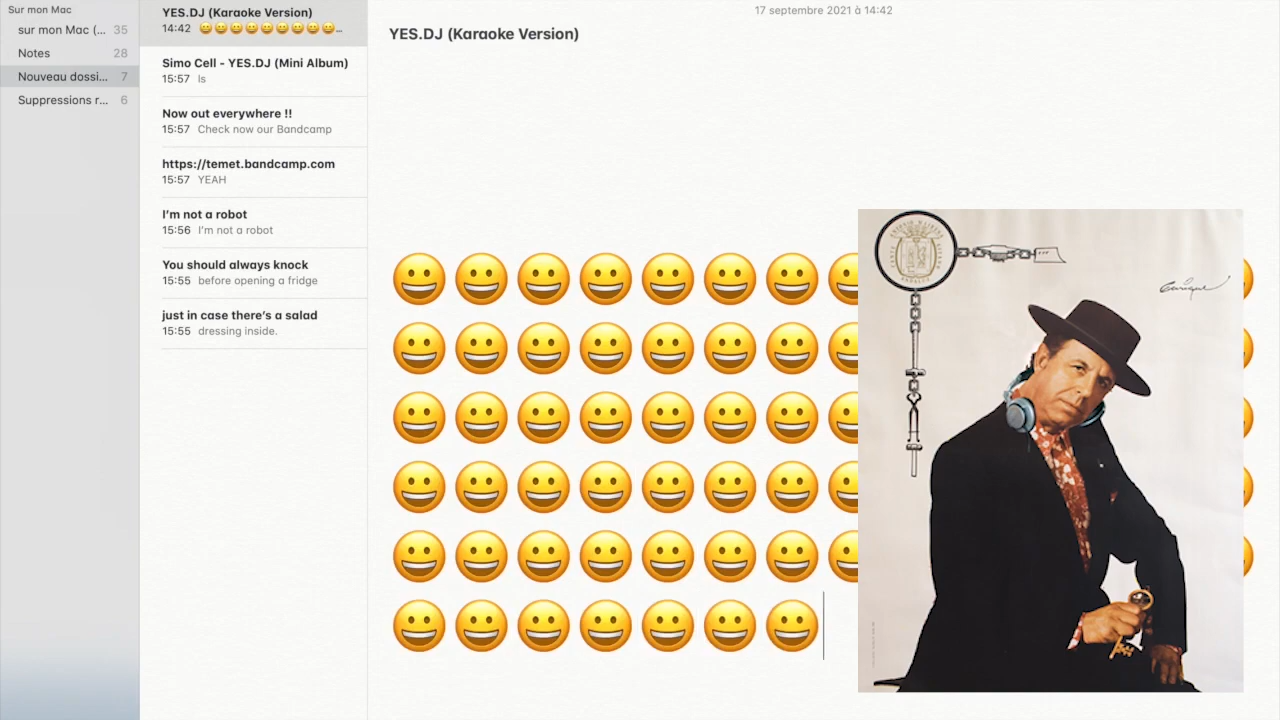 Sur mon Mac
sur mon Mac (... 35
Notes 28
Nouveau dossi... 7
Suppressions r... 6
YES.DJ (Karaoke Version)
14:42 😀😀😀😀😀😀😀😀😀...
Simo Cell - YES.DJ (Mini Album)
15:57 Is
Now out everywhere !!
15:57 Check now our Bandcamp
https://temet.bandcamp.com
15:57 YEAH
I'm not a robot
15:56 I'm not a robot
You should always knock
15:55 before opening a fridge
just in case there's a salad
15:55 dressing inside.
17 septembre 2021 à 14:42
YES.DJ (Karaoke Version)
Enrique